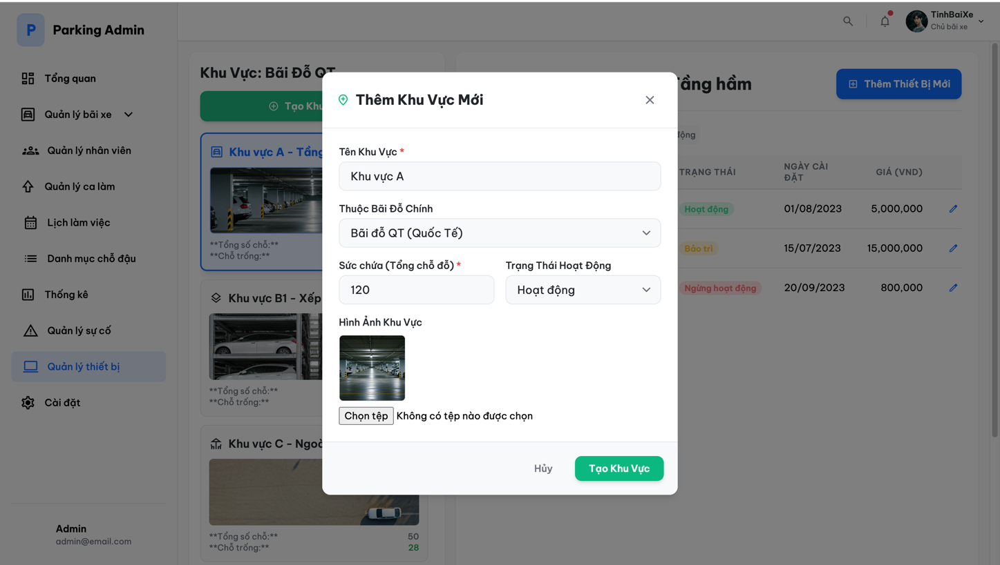 P
Parking Admin
Tổng quan
Quản lý bãi xe
Quản lý nhân viên
Quản lý ca làm
Lịch làm việc
Danh mục chỗ đậu
Thống kê
Quản lý sự cố
Quản lý thiết bị
Cài đặt
Admin
admin@email.com
TinhBaiXe
Chủ bãi xe
Khu Vực: Bãi Đỗ QT
Tạo Khu
Khu vực A - Tầng
**Tổng số chỗ:**
**Chỗ trống:**
Khu vực B1 - Xếp
**Tổng số chỗ:**
**Chỗ trống:**
Khu vực C - Ngoà
**Tổng số chỗ:** 50
**Chỗ trống:** 28
Thêm Khu Vực Mới
Tên Khu Vực *
Khu vực A
Thuộc Bãi Đỗ Chính
Bãi đỗ QT (Quốc Tế)
Sức chứa (Tổng chỗ đỗ) * Trạng Thái Hoạt Động
120 Hoạt động
Hình Ảnh Khu Vực
Chọn tệp Không có tệp nào được chọn
Hủy Tạo Khu Vực
Tầng hầm
Thêm Thiết Bị Mới
động
TRẠNG THÁI NGÀY CÀI ĐẶT GIÁ (VND)
Hoạt động 01/08/2023 5,000,000
Bảo trì 15/07/2023 15,000,000
Ngừng hoạt động 20/09/2023 800,000